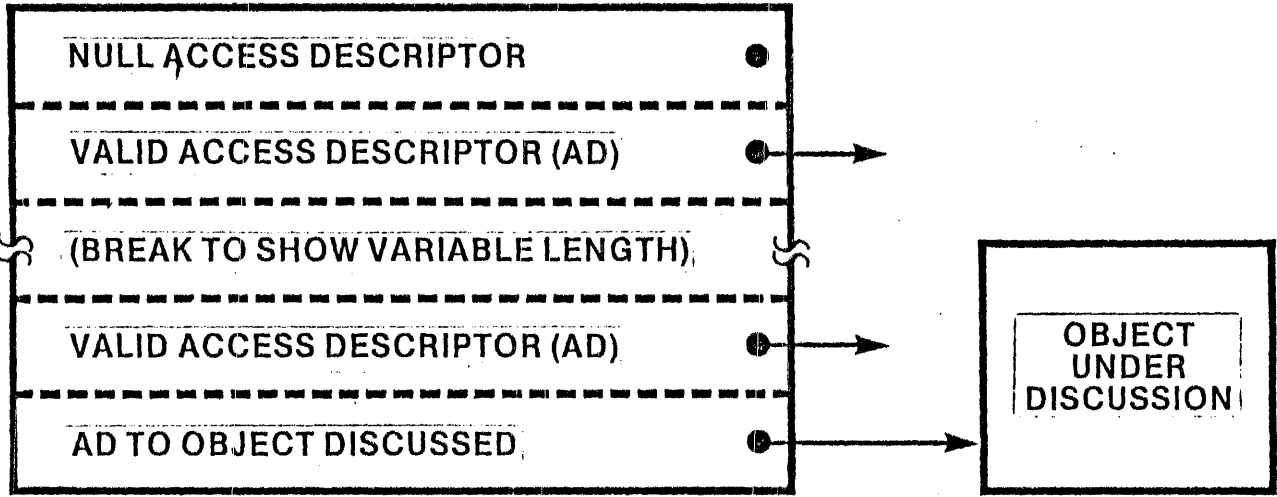 NULL ACCESS DESCRIPTOR
VALID ACCESS DESCRIPTOR (AD)
(BREAK TO SHOW VARIABLE LENGTH)
VALID ACCESS DESCRIPTOR (AD)
AD TO OBJECT DISCUSSED
OBJECT
UNDER
DISCUSSION